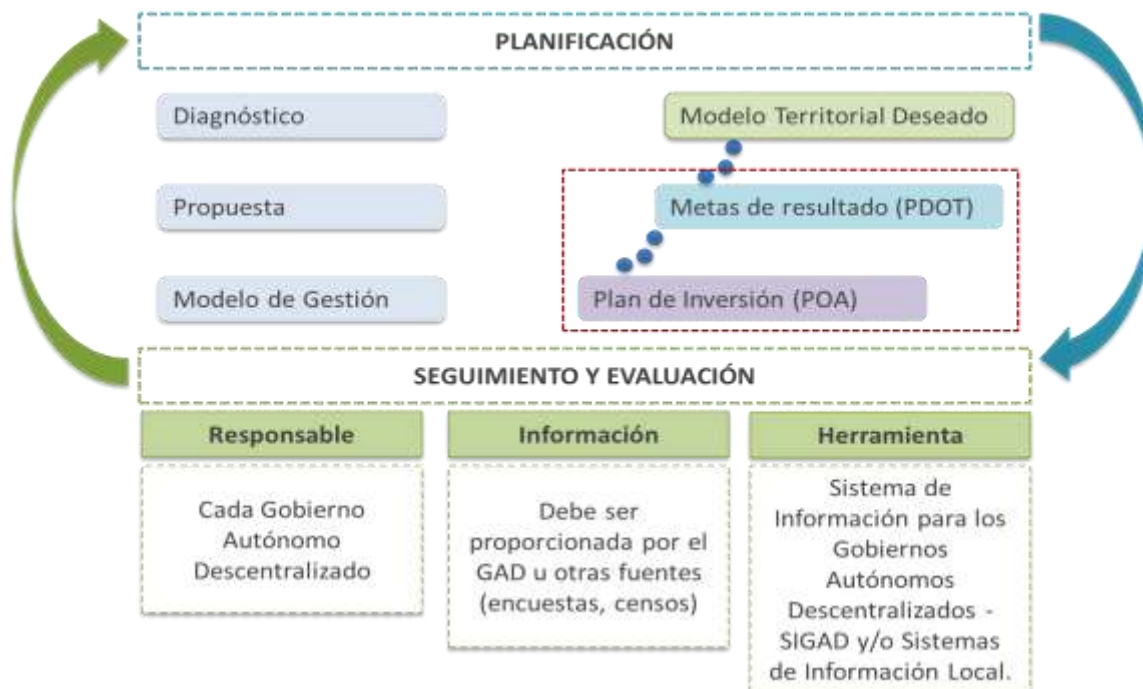 PLANIFICACIÓN
Diagnóstico
Modelo Territorial Deseado
Propuesta
Metas de resultado (PDOT)
Modelo de Gestión
Plan de Inversión (POA)
SEGUIMIENTO Y EVALUACIÓN
Responsable
Cada Gobierno
Autónomo
Descentralizado
Información
Debe ser
proporcionada por el
GAD u otras fuentes
(encuestas, censos)
Herramienta
Sistema de
Información para los
Gobiernos
Autónomos
Descentralizados -
SIGAD y/o Sistemas
de Información Local.